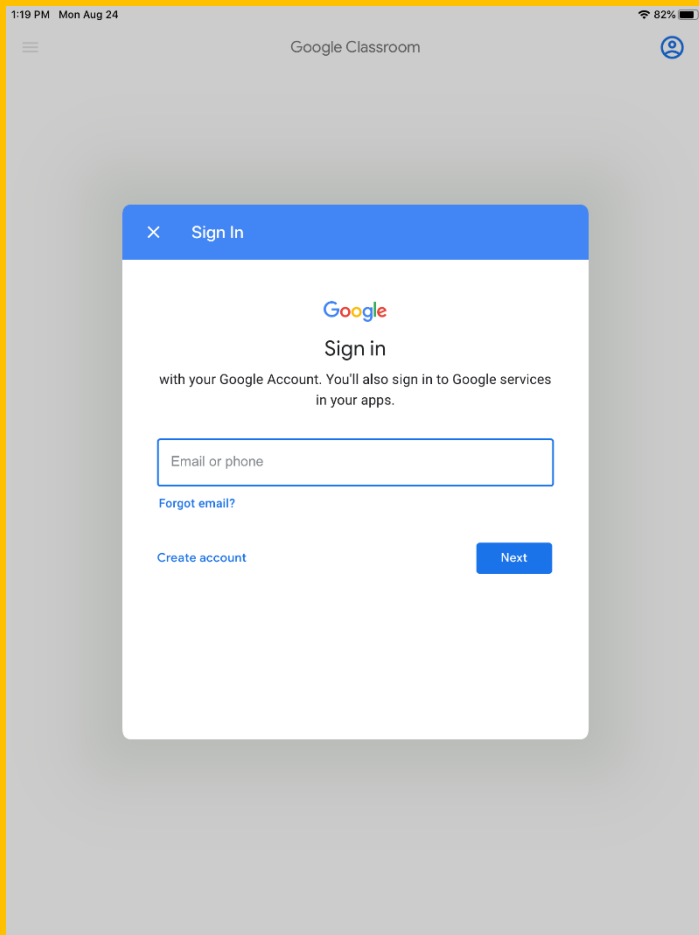 1:19 PM Mon Aug 24 82%
Google Classroom
Sign In
Google
Sign in
with your Google Account. You'll also sign in to Google services
in your apps.
Email or phone
Forgot email?
Create account Next